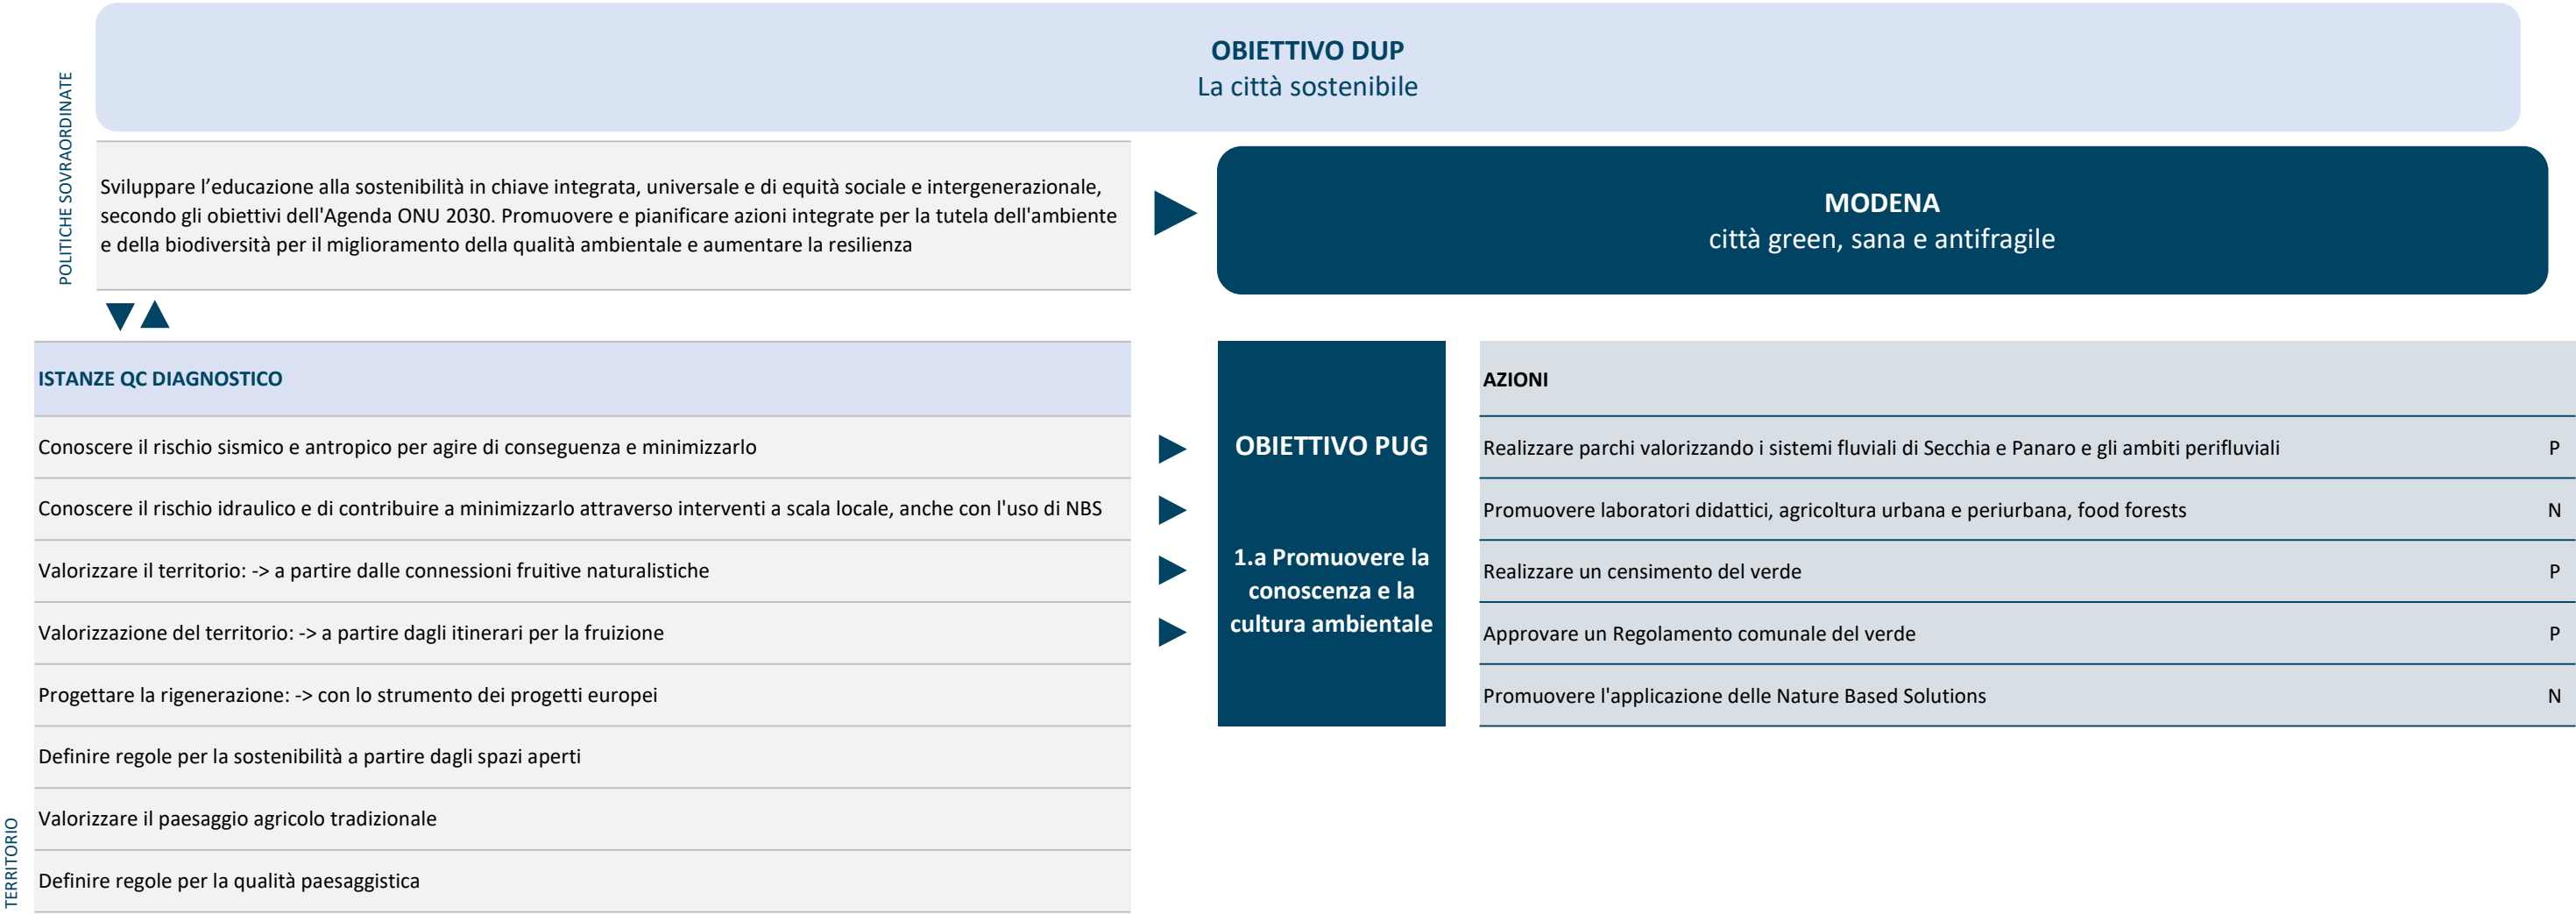 OBIETTIVO DUP
La città sostenibile
POLITICHE SOVRAORDINATE
Sviluppare l’educazione alla sostenibilità in chiave integrata, universale e di equità sociale e intergenerazionale,
secondo gli obiettivi dell'Agenda ONU 2030. Promuovere e pianificare azioni integrate per la tutela dell'ambiente
e della biodiversità per il miglioramento della qualità ambientale e aumentare la resilienza
MODENA
città green, sana e antifragile
ISTANZE QC DIAGNOSTICO
Conoscere il rischio sismico e antropico per agire di conseguenza e minimizzarlo
Conoscere il rischio idraulico e di contribuire a minimizzarlo attraverso interventi a scala locale, anche con l'uso di NBS
Valorizzare il territorio: -> a partire dalle connessioni fruitive naturalistiche
Valorizzazione del territorio: -> a partire dagli itinerari per la fruizione
Progettare la rigenerazione: -> con lo strumento dei progetti europei
Definire regole per la sostenibilità a partire dagli spazi aperti
Valorizzare il paesaggio agricolo tradizionale
Definire regole per la qualità paesaggistica
TERRITORIO
OBIETTIVO PUG
1.a Promuovere la
conoscenza e la
cultura ambientale
AZIONI
Realizzare parchi valorizzando i sistemi fluviali di Secchia e Panaro e gli ambiti perifluviali P
Promuovere laboratori didattici, agricoltura urbana e periurbana, food forests N
Realizzare un censimento del verde P
Approvare un Regolamento comunale del verde P
Promuovere l'applicazione delle Nature Based Solutions N